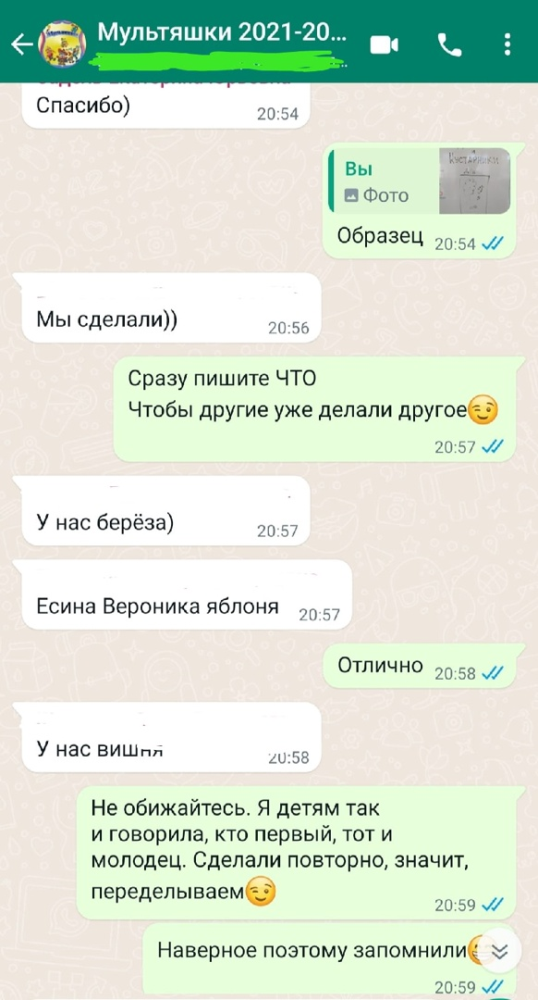 Мультяшки 2021-20...
Спасибо)
20:54
Вы
Фото
КУСТАРНИКИ
Образец
20:54
Мы сделали))
20:56
Сразу пишите ЧТО
Чтобы другие уже делали другое😉
20:57
У нас берёза)
20:57
Есина Вероника яблоня
20:57
Отлично
20:58
У нас вишня
20:58
Не обижайтесь. Я детям так
и говорила, кто первый, тот и
молодец. Сделали повторно, значит,
переделываем😉
20:59
Наверное поэтому запомнили
20:59